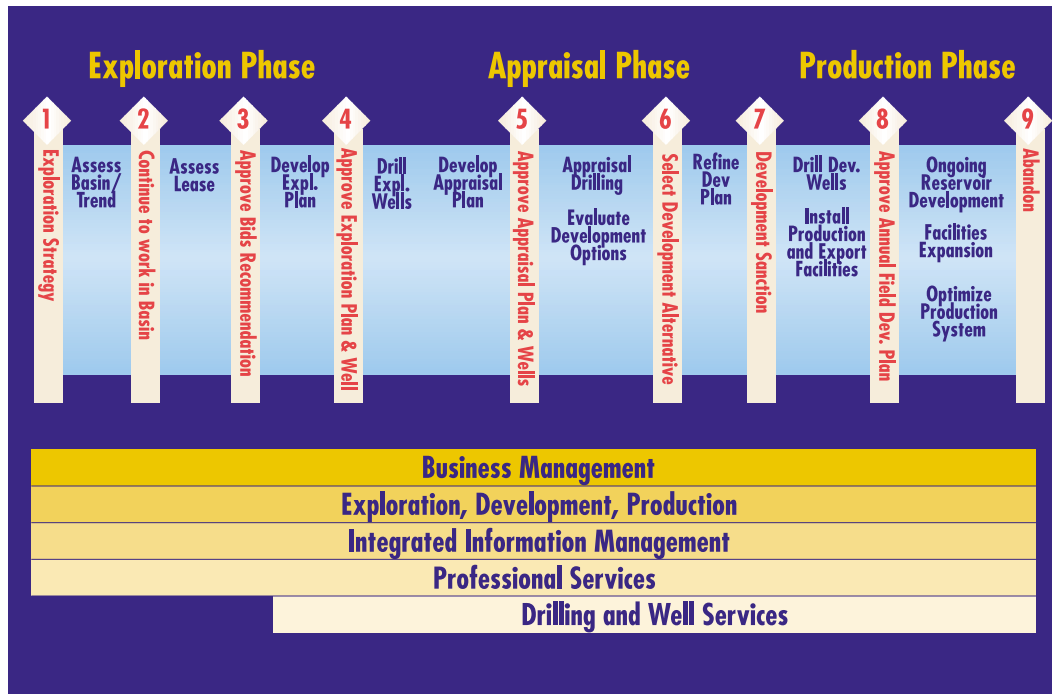 Exploration Phase
Appraisal Phase
Production Phase
1
2
3
4
5
6
7
8
9
Exploration Strategy
Assess
Basin/
Trend
Continue to work in Basin
Assess
Lease
Approve Bids Recommendation
Develop
Expl.
Plan
Approve Exploration Plan & Well
Drill
Expl.
Wells
Develop
Appraisal
Plan
Approve Appraisal Plan & Wells
Appraisal
Drilling
Evaluate
Development
Options
Select Development Alternative
Refine
Dev
Plan
Development Sanction
Drill Dev.
Wells
Install
Production
and Export
Facilities
Approve Annual Field Dev. Plan
Ongoing
Reservoir
Development
Facilities
Expansion
Optimize
Production
System
Abandon
Business Management
Exploration, Development, Production
Integrated Information Management
Professional Services
Drilling and Well Services